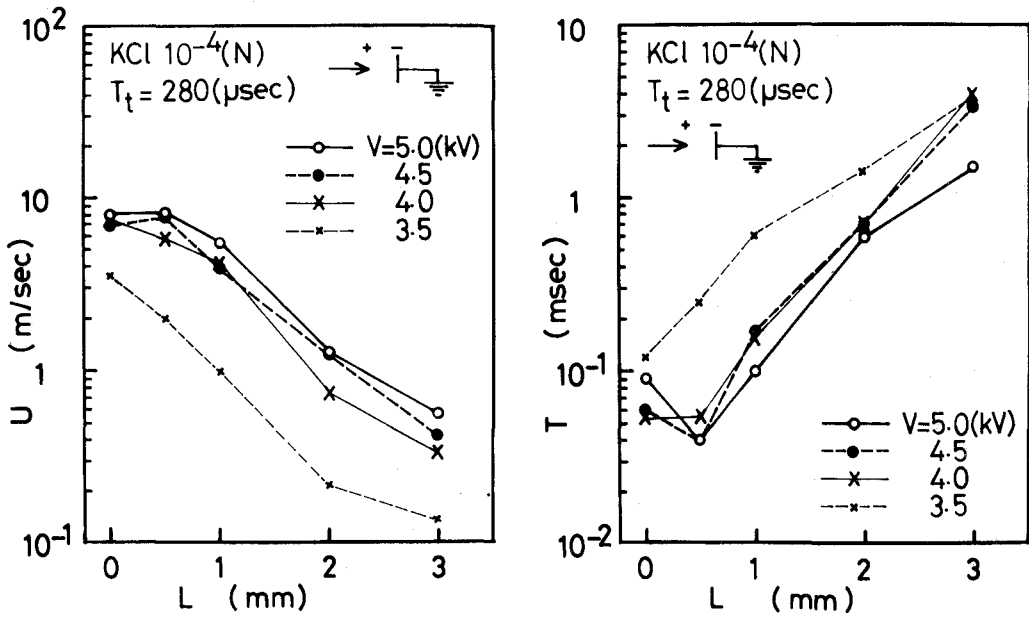 10²
10
1
10⁻¹
U (m/sec)
KCl 10⁻⁴(N)
T_t = 280(μsec)
+ −
V=5·0(kV)
4·5
4·0
3·5
0 1 2 3
L (mm)
10
1
10⁻¹
10⁻²
T (msec)
KCl 10⁻⁴(N)
T_t = 280(μsec)
+ −
V=5·0(kV)
4·5
4·0
3·5
0 1 2 3
L (mm)